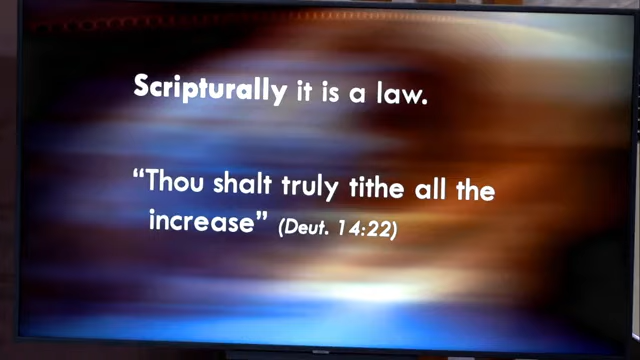 Scripturally it is a law.
“Thou shalt truly tithe all the
increase” (Deut. 14:22)